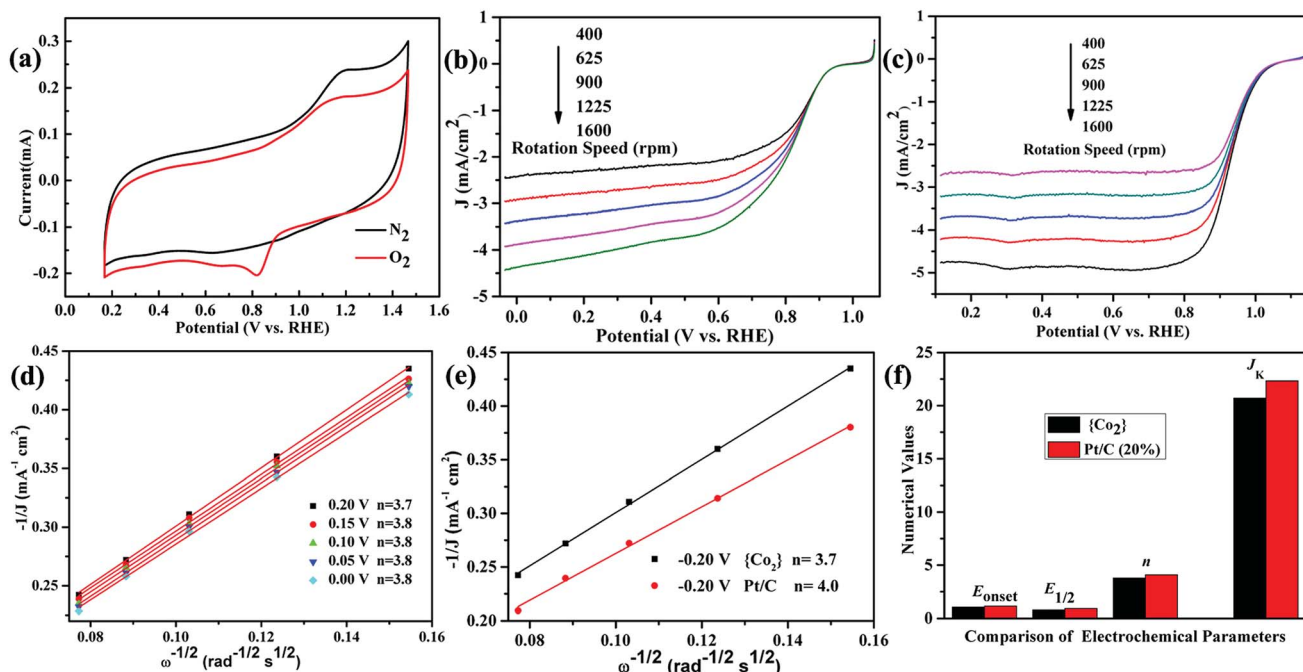 (a)
0.3
0.2
0.1
0.0
-0.1
-0.2
Current(mA)
N2
O2
0.2 0.4 0.6 0.8 1.0 1.2 1.4 1.6
Potential (V vs. RHE)
(b)
1
0
-1
-2
-3
-4
-5
J (mA/cm2)
400
625
900
1225
1600
Rotation Speed (rpm)
0.0 0.2 0.4 0.6 0.8 1.0
Potential (V vs. RHE)
(c)
1
0
-1
-2
-3
-4
-5
J (mA/cm2)
400
625
900
1225
1600
Rotation Speed (rpm)
0.2 0.4 0.6 0.8 1.0
Potential (V vs. RHE)
(d)
0.45
0.40
0.35
0.30
0.25
-1/J (mA-1 cm2)
0.20 V n=3.7
0.15 V n=3.8
0.10 V n=3.8
0.05 V n=3.8
0.00 V n=3.8
0.08 0.10 0.12 0.14 0.16
ω-1/2 (rad-1/2 s1/2)
(e)
0.45
0.40
0.35
0.30
0.25
0.20
-1/J (mA-1 cm2)
-0.20 V {Co2} n= 3.7
-0.20 V Pt/C n= 4.0
0.08 0.10 0.12 0.14 0.16
ω-1/2 (rad-1/2 s1/2)
(f)
25
20
15
10
5
0
Numerical Values
{Co2}
Pt/C (20%)
Eonset
E1/2
n
JK
Comparison of Electrochemical Parameters